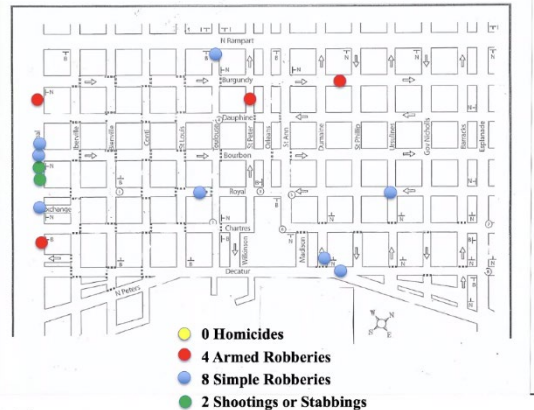 N Rampart
Burgundy
Dauphine
Iberville
Bienville
Conti
St Louis
Toulouse
St Peter
Orleans
St Ann
Dumaine
St Phillip
Ursulines
Gov Nicholls
Barracks
Esplanade
Bourbon
Royal
Exchange
Chartres
Wilkinson
Madison
Decatur
N Peters
0 Homicides
4 Armed Robberies
8 Simple Robberies
2 Shootings or Stabbings